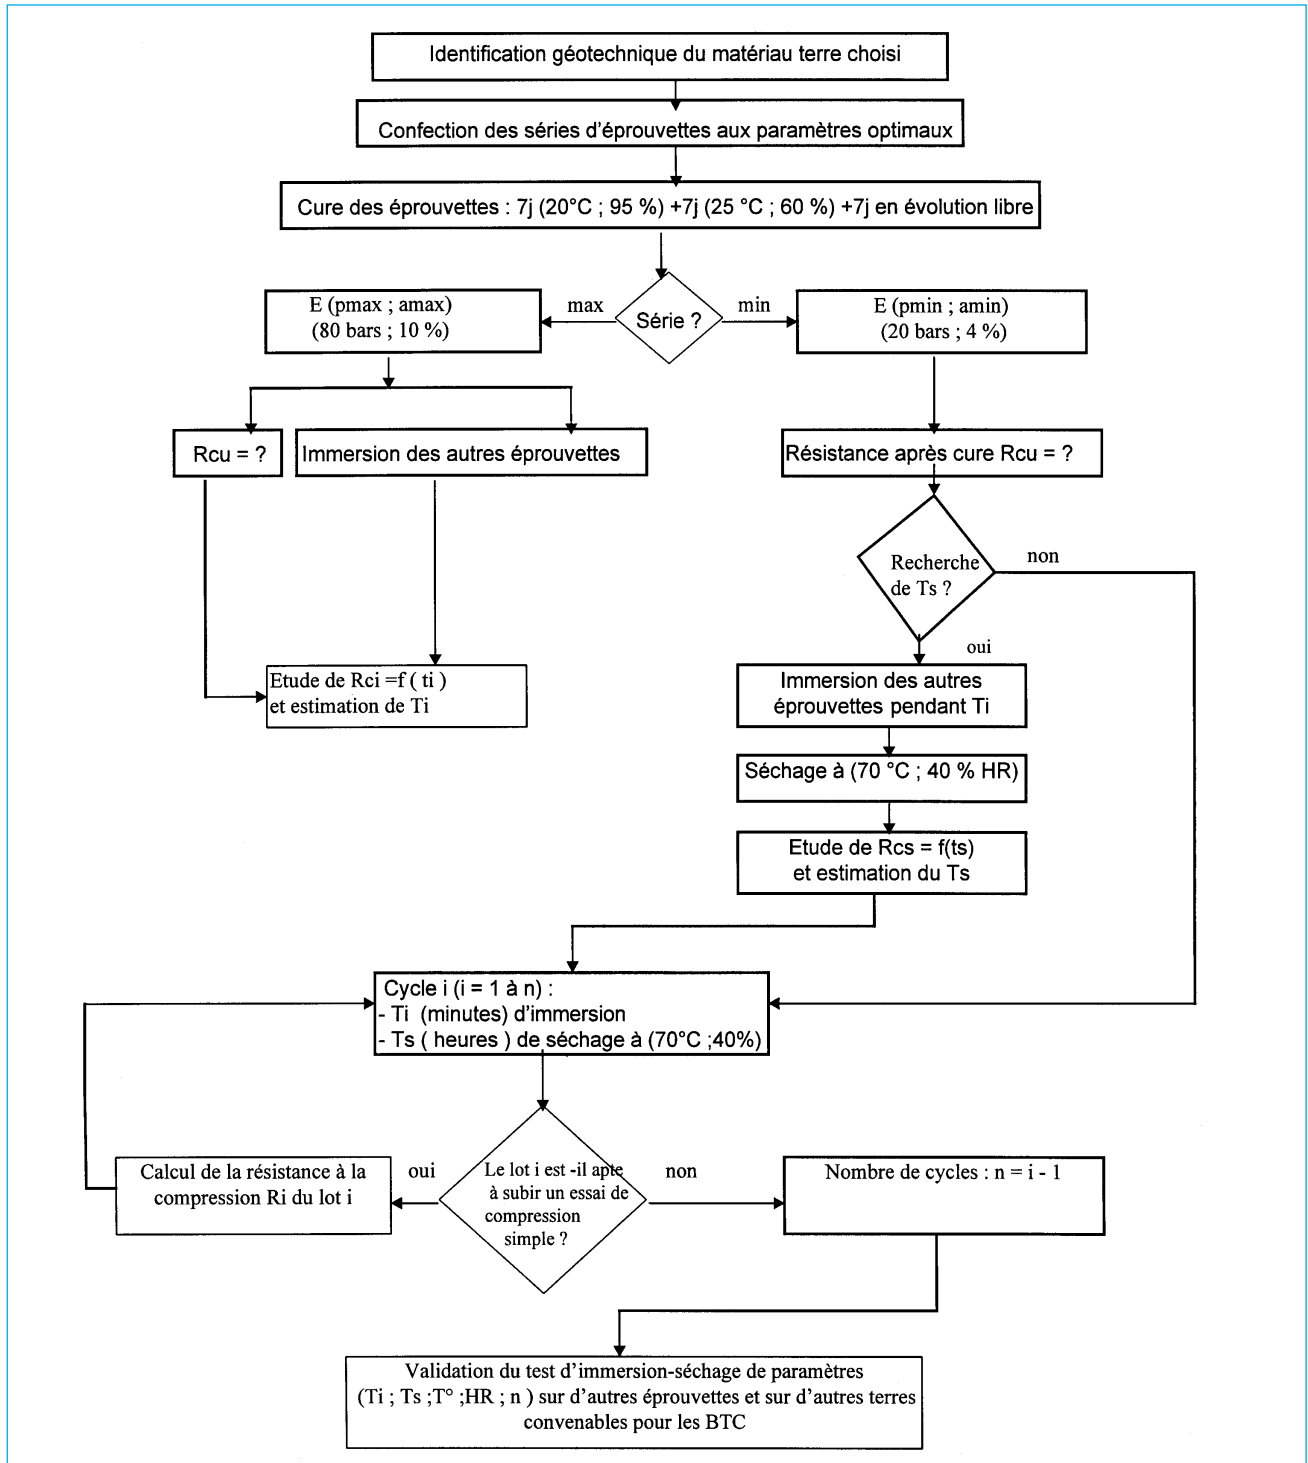 Identification géotechnique du matériau terre choisi
Confection des séries d'éprouvettes aux paramètres optimaux
Cure des éprouvettes : 7j (20°C ; 95 %) +7j (25 °C ; 60 %) +7j en évolution libre
E (pmax ; amax)
(80 bars ; 10 %)
max
Série ?
min
E (pmin ; amin)
(20 bars ; 4 %)
Rcu = ?
Immersion des autres éprouvettes
Résistance après cure Rcu = ?
Recherche
de Ts ?
non
oui
Etude de Rci =f ( ti )
et estimation de Ti
Immersion des autres
éprouvettes pendant Ti
Séchage à (70 °C ; 40 % HR)
Etude de Rcs = f(ts)
et estimation du Ts
Cycle i (i = 1 à n) :
- Ti (minutes) d'immersion
- Ts ( heures ) de séchage à (70°C ;40%)
Calcul de la résistance à la
compression Ri du lot i
oui
Le lot i est -il apte
à subir un essai de
compression
simple ?
non
Nombre de cycles : n = i - 1
Validation du test d'immersion-séchage de paramètres
(Ti ; Ts ;T° ;HR ; n ) sur d'autres éprouvettes et sur d'autres terres
convenables pour les BTC